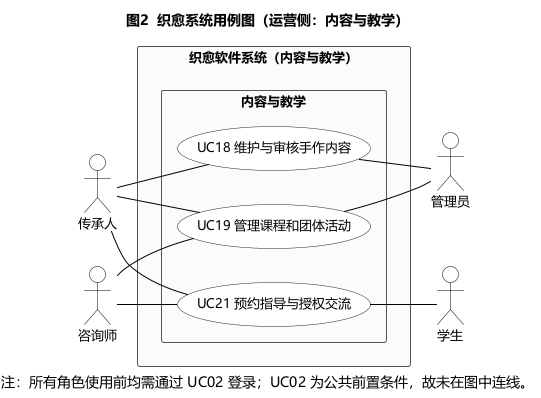 图2 织愈系统用例图（运营侧：内容与教学）
织愈软件系统（内容与教学）
内容与教学
UC18 维护与审核手作内容
管理员
传承人
UC19 管理课程和团体活动
UC21 预约指导与授权交流
咨询师
学生
注：所有角色使用前均需通过 UC02 登录；UC02 为公共前置条件，故未在图中连线。